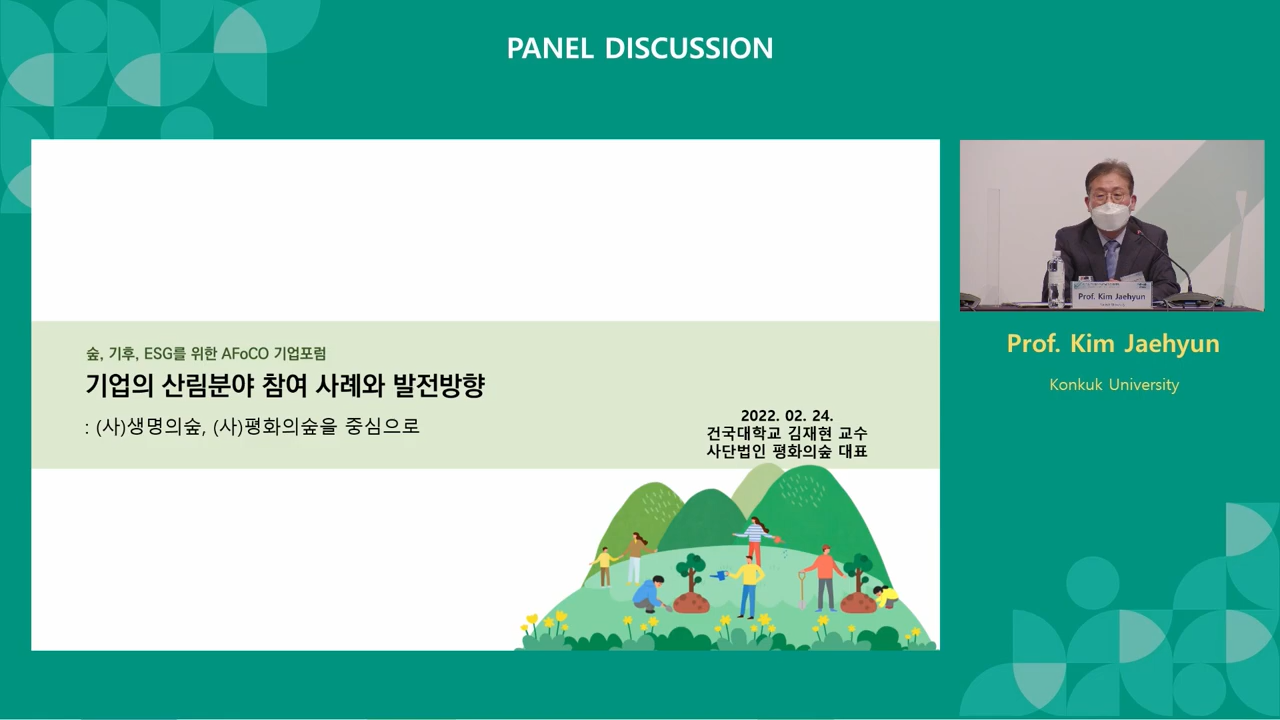 PANEL DISCUSSION
숲, 기후, ESG를 위한 AFoCO 기업포럼
기업의 산림분야 참여 사례와 발전방향
: (사)생명의숲, (사)평화의숲을 중심으로
2022. 02. 24.
건국대학교 김재현 교수
사단법인 평화의숲 대표
Prof. Kim Jaehyun
Prof. Kim Jaehyun
Konkuk University